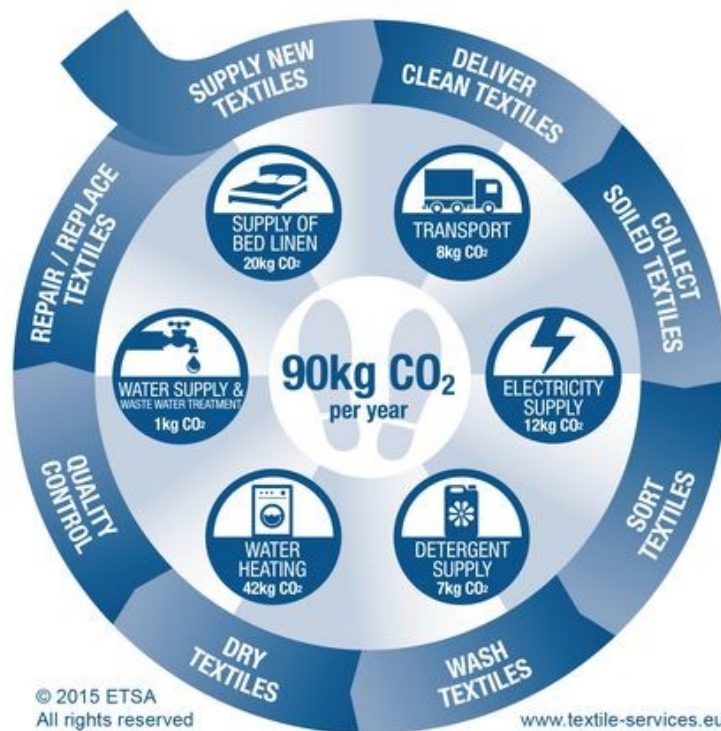 SUPPLY NEW
TEXTILES
DELIVER
CLEAN TEXTILES
COLLECT
SOILED TEXTILES
SORT
TEXTILES
WASH
TEXTILES
DRY
TEXTILES
QUALITY
CONTROL
REPAIR / REPLACE
TEXTILES
SUPPLY OF
BED LINEN
20kg CO₂
TRANSPORT
8kg CO₂
ELECTRICITY
SUPPLY
12kg CO₂
DETERGENT
SUPPLY
7kg CO₂
WATER
HEATING
42kg CO₂
WATER SUPPLY &
WASTE WATER TREATMENT
1kg CO₂
90kg CO₂
per year
© 2015 ETSA
All rights reserved
www.textile-services.eu